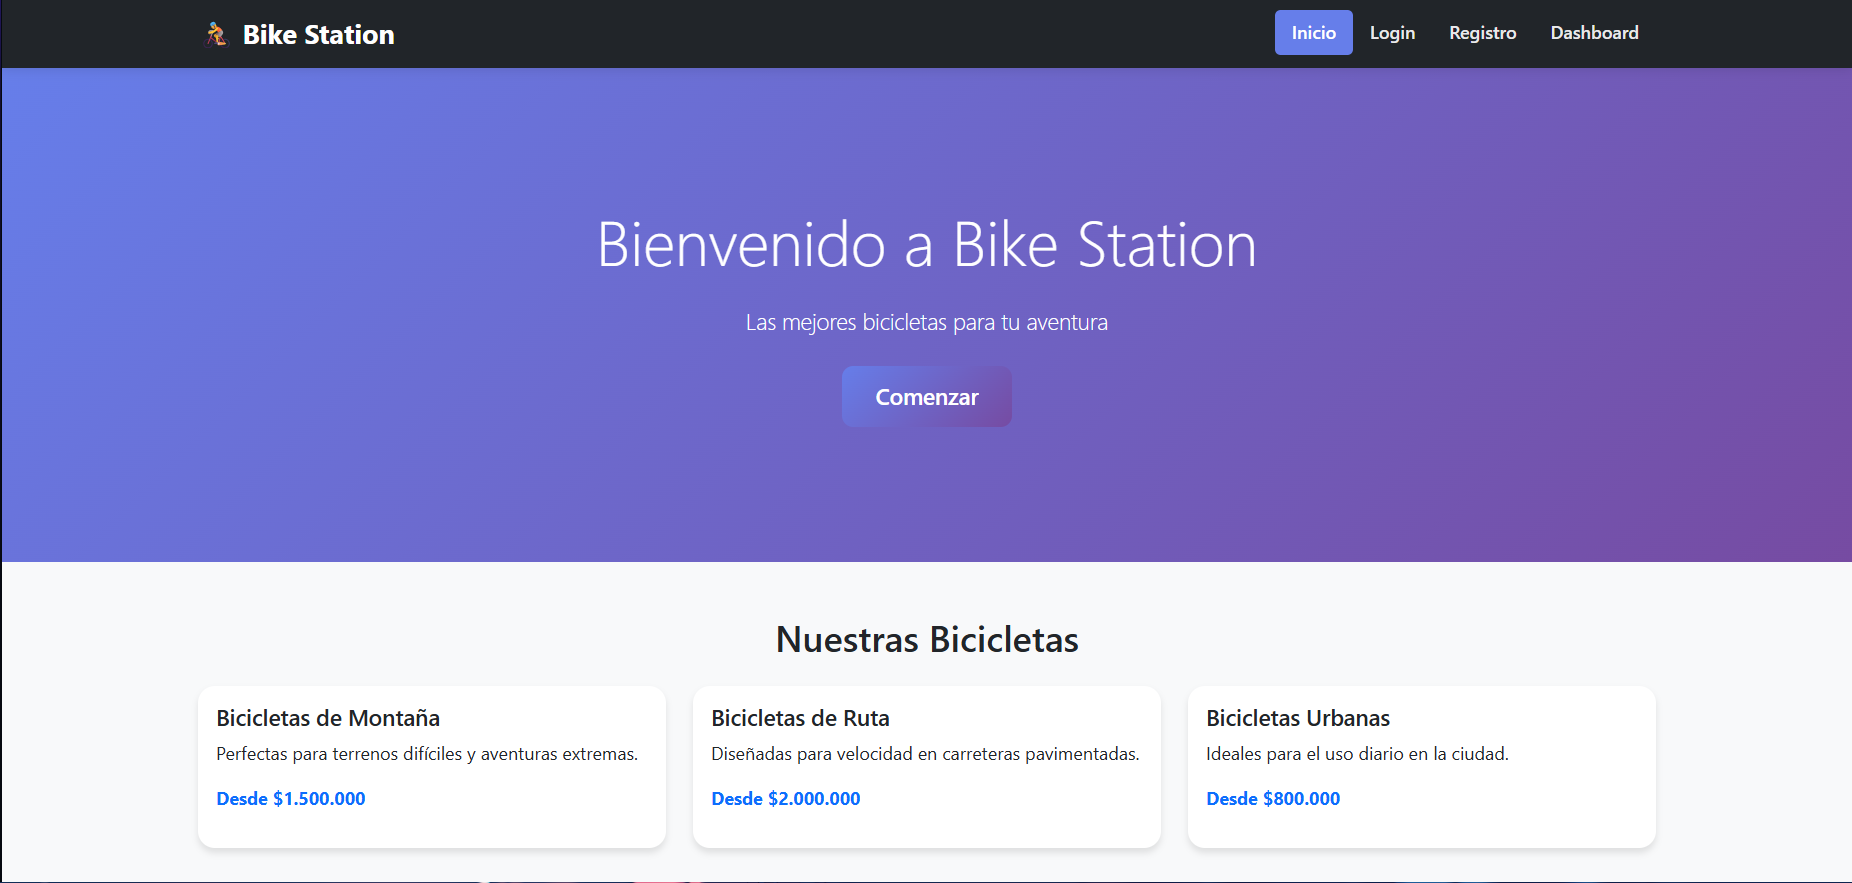 Bike Station
Inicio Login Registro Dashboard
Bienvenido a Bike Station
Las mejores bicicletas para tu aventura
Comenzar
Nuestras Bicicletas
Bicicletas de Montaña
Perfectas para terrenos difíciles y aventuras extremas.
Desde $1.500.000
Bicicletas de Ruta
Diseñadas para velocidad en carreteras pavimentadas.
Desde $2.000.000
Bicicletas Urbanas
Ideales para el uso diario en la ciudad.
Desde $800.000